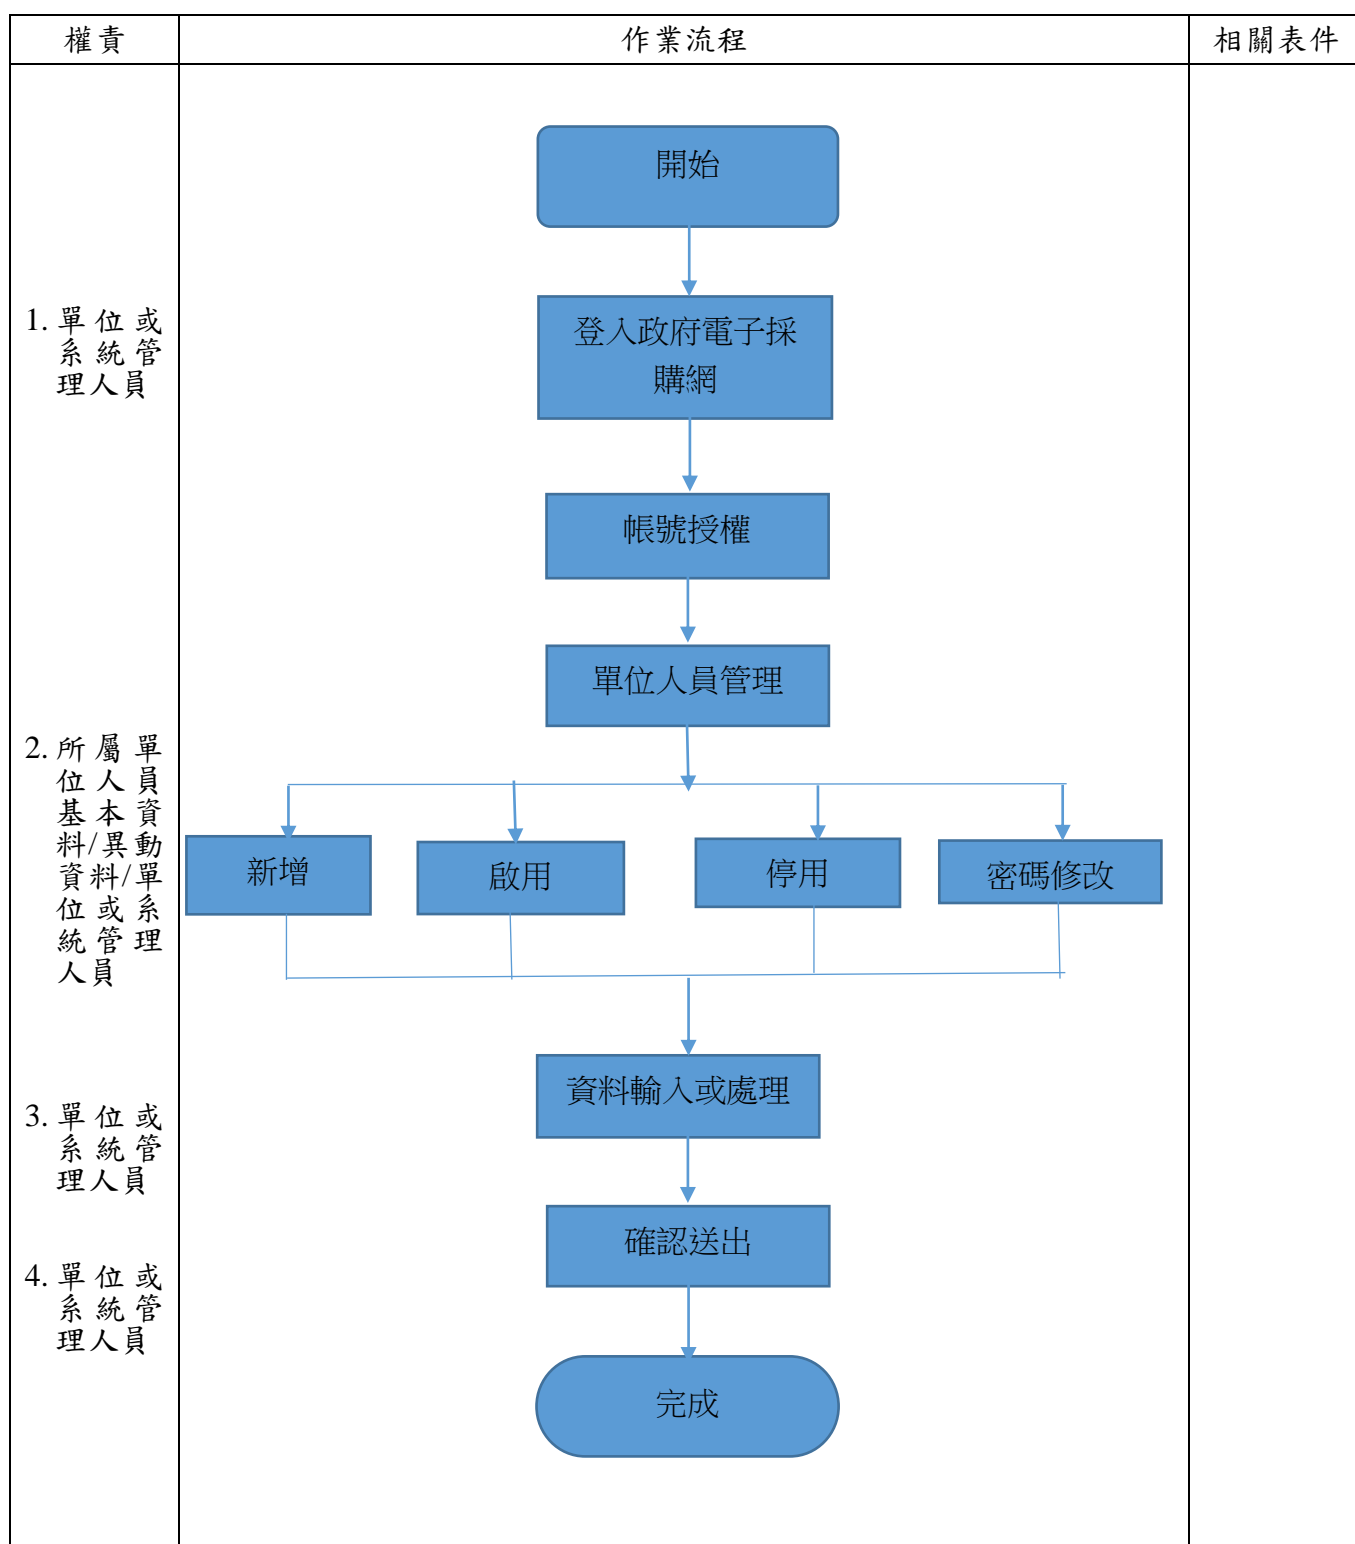 權責 作業流程 相關表件
開始
1. 單位或
系統管
理人員
登入政府電子採
購網
帳號授權
單位人員管理
2. 所屬單
位人員
基本資
料/異動
資料/單
位或系
統管理
人員
新增 啟用 停用 密碼修改
資料輸入或處理
3. 單位或
系統管
理人員
確認送出
4. 單位或
系統管
理人員
完成